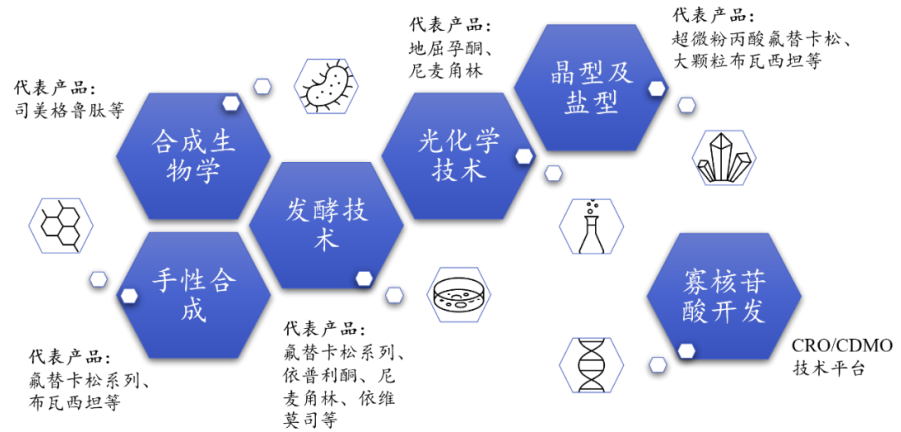 代表产品：
司美格鲁肽等
合成生
物学
手性合
成
代表产品：
氟替卡松系列、
布瓦西坦等
发酵技
术
代表产品：
氟替卡松系列、
依普利酮、尼
麦角林、依维
莫司等
代表产品：
地屈孕酮、
尼麦角林
光化学
技术
晶型及
盐型
代表产品：
超微粉丙酸氟替卡松、
大颗粒布瓦西坦等
寡核苷
酸开发
CRO/CDMO
技术平台